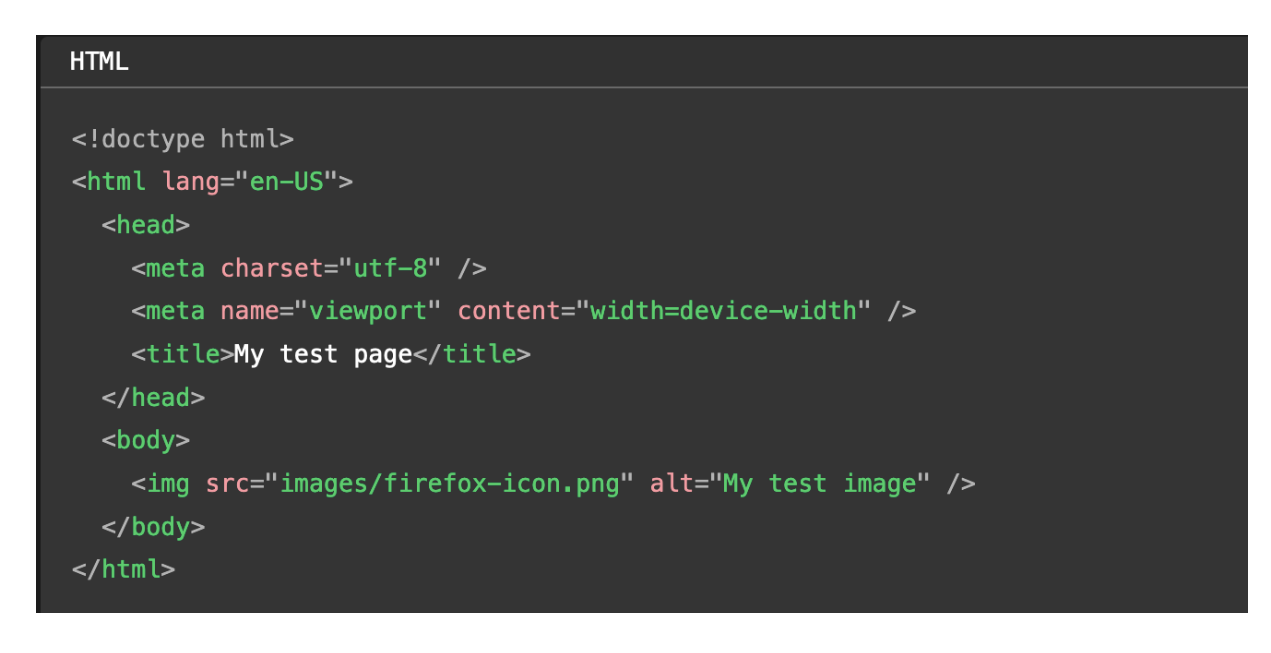 HTML
<!doctype html>
<html lang="en-US">
  <head>
    <meta charset="utf-8" />
    <meta name="viewport" content="width=device-width" />
    <title>My test page</title>
  </head>
  <body>
    <img src="images/firefox-icon.png" alt="My test image" />
  </body>
</html>